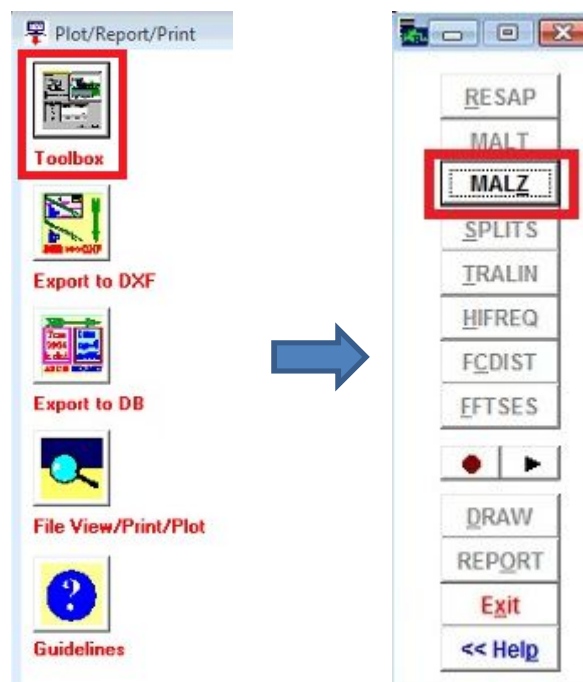 Plot/Report/Print
Toolbox
Export to DXF
Export to DB
File View/Print/Plot
Guidelines
RESAP
MALT
MALZ
SPLITS
TRALIN
HIFREQ
FCDIST
FFTSES
DRAW
REPORT
Exit
<< Help